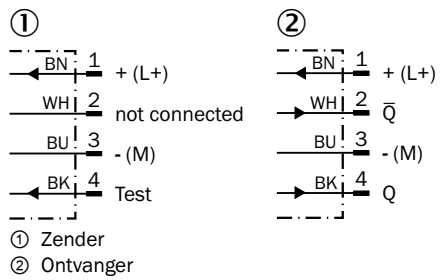 ① ②
BN 1 + (L+)
WH 2 not connected
BU 3 - (M)
BK 4 Test
BN 1 + (L+)
WH 2 Q̅
BU 3 - (M)
BK 4 Q
① Zender
② Ontvanger